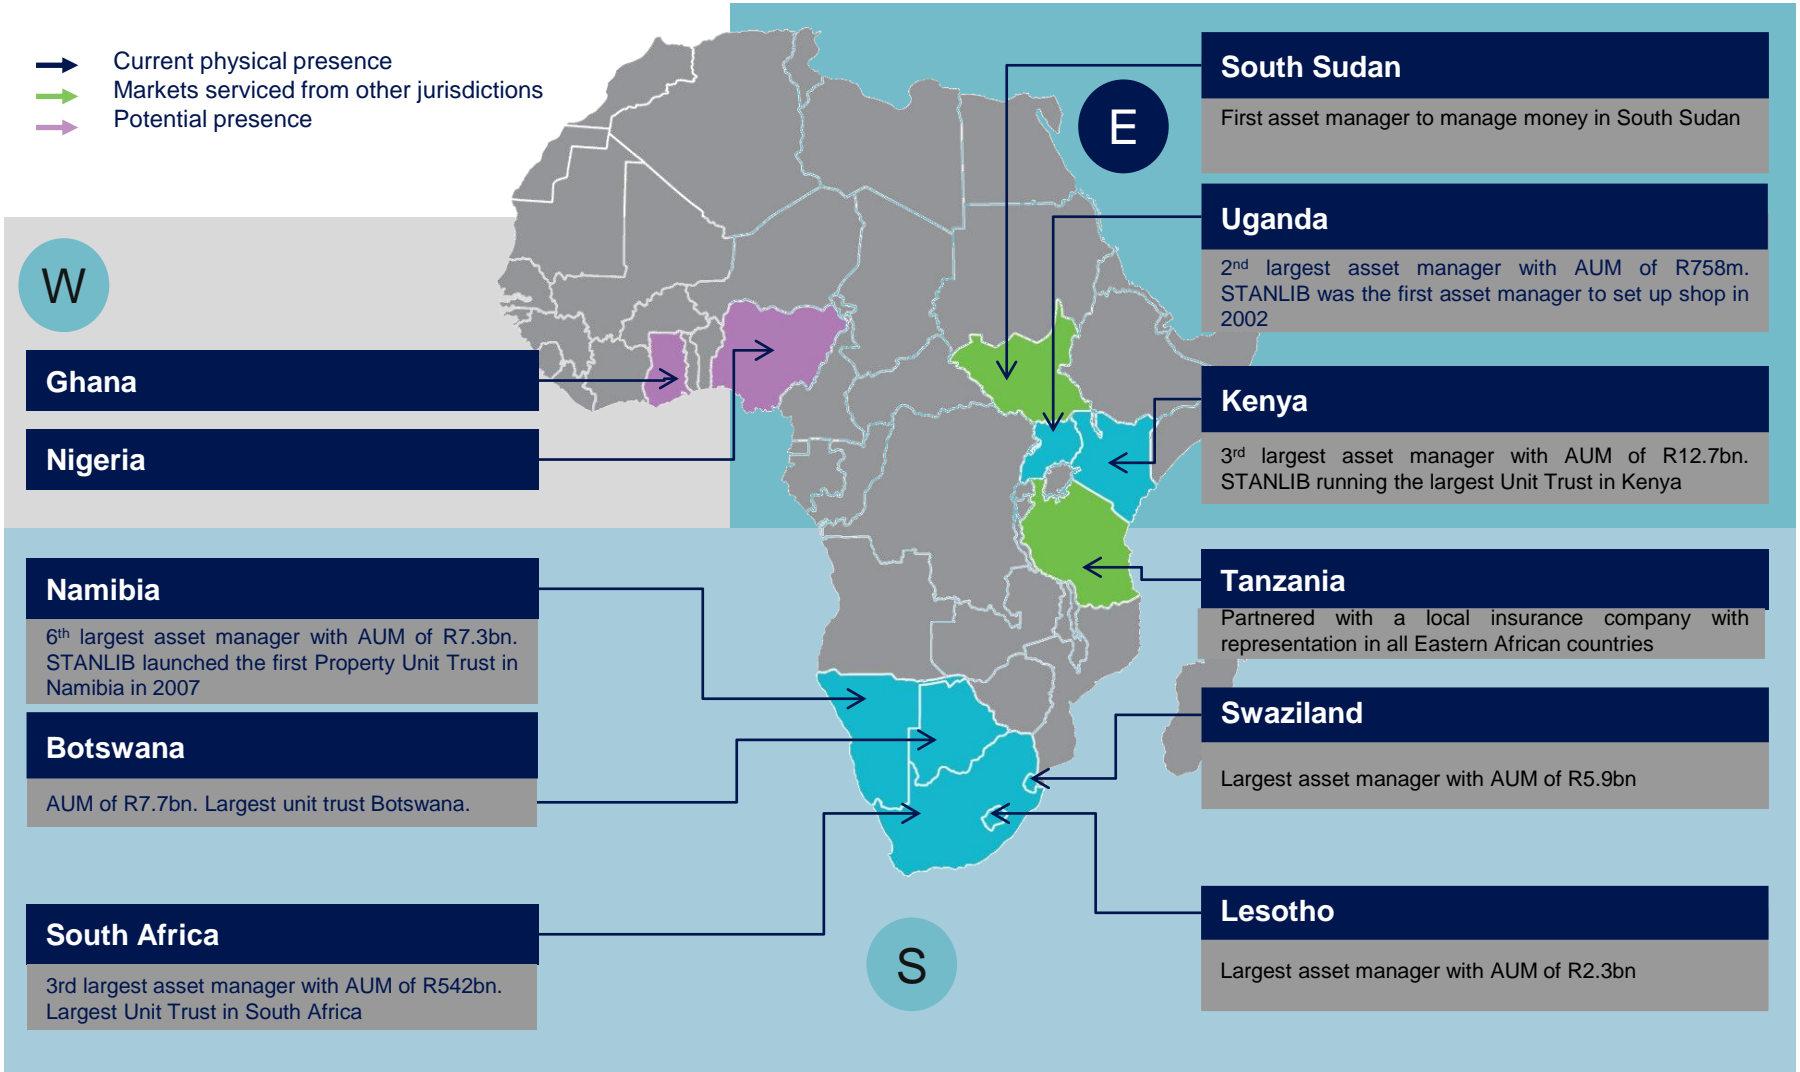 Current physical presence
Markets serviced from other jurisdictions
Potential presence
E
South Sudan
First asset manager to manage money in South Sudan
Uganda
2nd largest asset manager with AUM of R758m.
STANLIB was the first asset manager to set up shop in
2002
W
Ghana
Nigeria
Kenya
3rd largest asset manager with AUM of R12.7bn.
STANLIB running the largest Unit Trust in Kenya
Namibia
6th largest asset manager with AUM of R7.3bn.
STANLIB launched the first Property Unit Trust in
Namibia in 2007
Tanzania
Partnered with a local insurance company with
representation in all Eastern African countries
Botswana
AUM of R7.7bn. Largest unit trust Botswana.
Swaziland
Largest asset manager with AUM of R5.9bn
South Africa
3rd largest asset manager with AUM of R542bn.
Largest Unit Trust in South Africa
S
Lesotho
Largest asset manager with AUM of R2.3bn